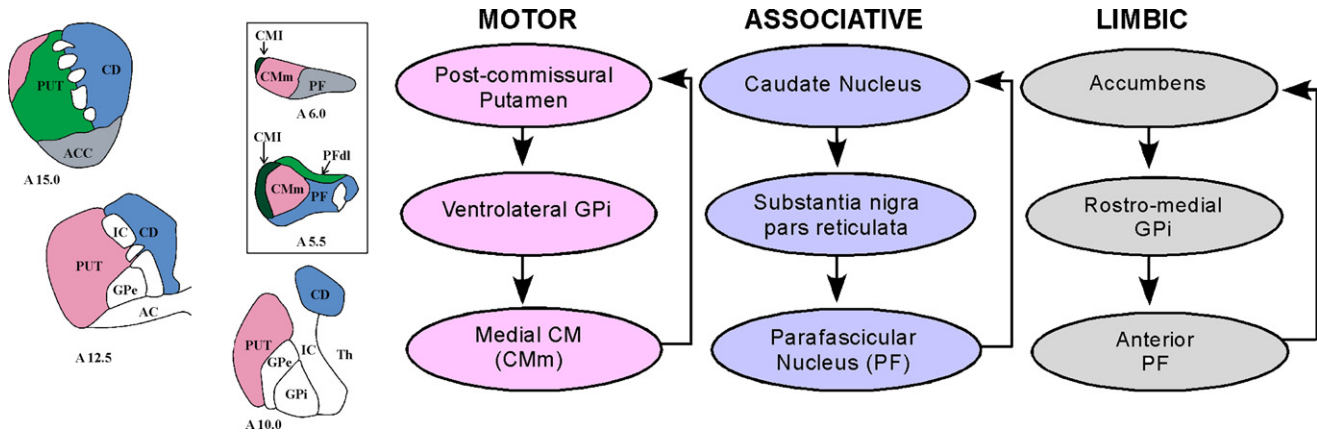 CD
PUT
ACC
A 15.0
IC
CD
PUT
GPe
AC
A 12.5
CMI
CMm
PF
A 6.0
CMI
PFdl
CMm
PF
A 5.5
CD
PUT
IC
Th
GPe
GPi
A 10.0
MOTOR
Post-commissural
Putamen
Ventrolateral GPi
Medial CM
(CMm)
ASSOCIATIVE
Caudate Nucleus
Substantia nigra
pars reticulata
Parafascicular
Nucleus (PF)
LIMBIC
Accumbens
Rostro-medial
GPi
Anterior
PF